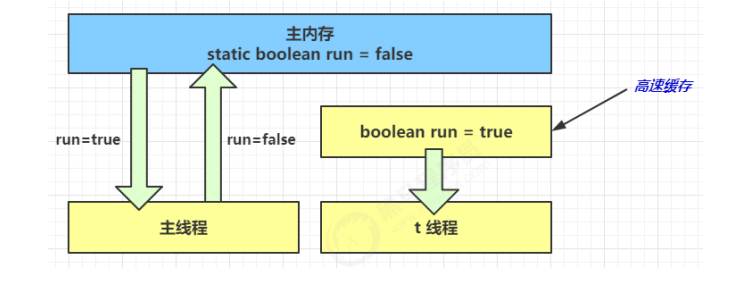 主内存
static boolean run = false
高速缓存
boolean run = true
run=true
run=false
主线程
t 线程